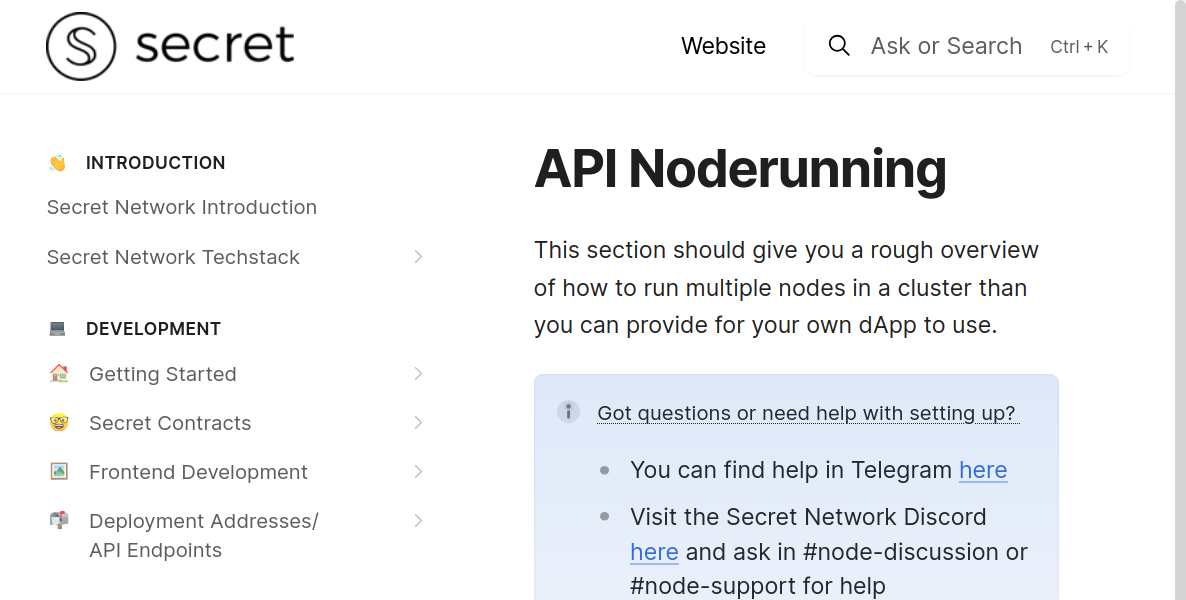 secret
Website
Ask or Search Ctrl + K
INTRODUCTION
Secret Network Introduction
Secret Network Techstack
DEVELOPMENT
Getting Started
Secret Contracts
Frontend Development
Deployment Addresses/
API Endpoints
API Noderunning
This section should give you a rough overview
of how to run multiple nodes in a cluster than
you can provide for your own dApp to use.
Got questions or need help with setting up?
You can find help in Telegram here
Visit the Secret Network Discord
here and ask in #node-discussion or
#node-support for help